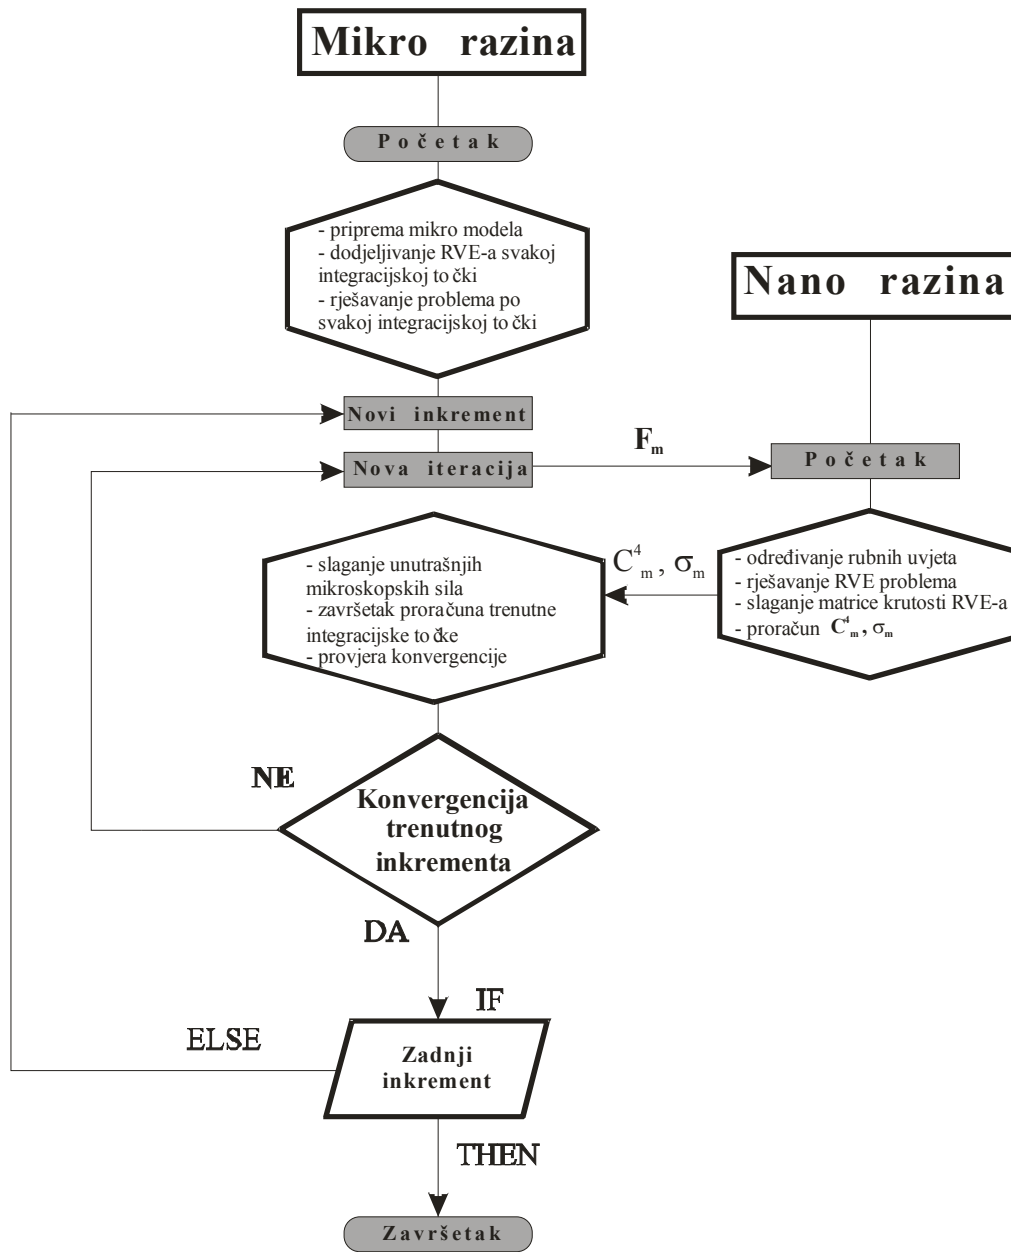 Mikro razina
Početak
- priprema mikro modela
- dodjeljivanje RVE-a svakoj
integracijskoj to čki
- rješavanje problema po
svakoj integracijskoj to čki
Nano razina
Novi inkrement
Nova iteracija
F_m
Početak
- određivanje rubnih uvjeta
- rješavanje RVE problema
- slaganje matrice krutosti RVE-a
- proračun C⁴_m, σ_m
C⁴_m, σ_m
- slaganje unutrašnjih
mikroskopskih sila
- završetak proračuna trenutne
integracijske to čke
- provjera konvergencije
NE
Konvergencija
trenutnog
inkrementa
DA
IF
ELSE
Zadnji
inkrement
THEN
Završetak